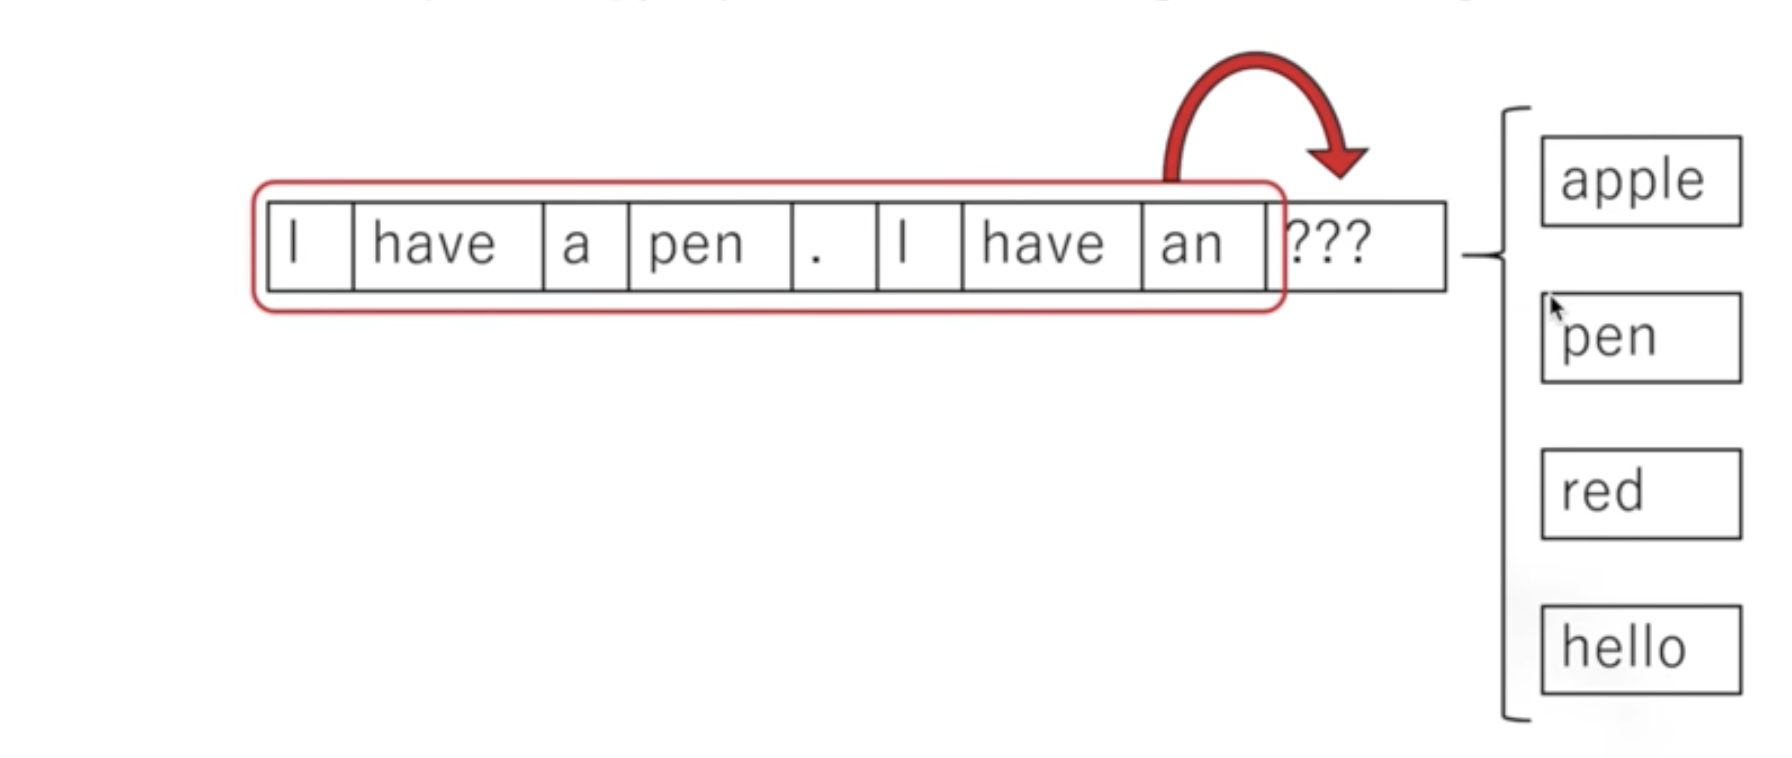 I have a pen . I have an ???
apple
pen
red
hello